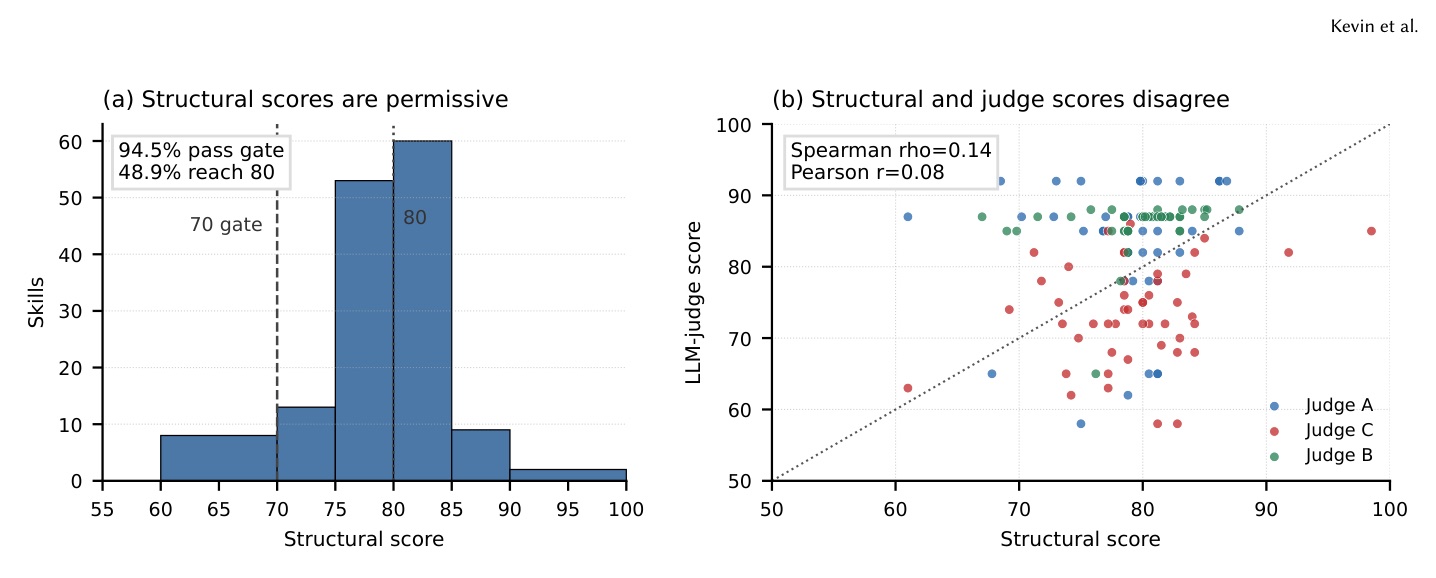 Kevin et al.
(a) Structural scores are permissive
94.5% pass gate
48.9% reach 80
70 gate
80
60
50
40
30
20
10
0
Skills
55 60 65 70 75 80 85 90 95 100
Structural score
(b) Structural and judge scores disagree
Spearman rho=0.14
Pearson r=0.08
100
90
80
70
60
50
LLM-judge score
Judge A
Judge C
Judge B
50 60 70 80 90 100
Structural score